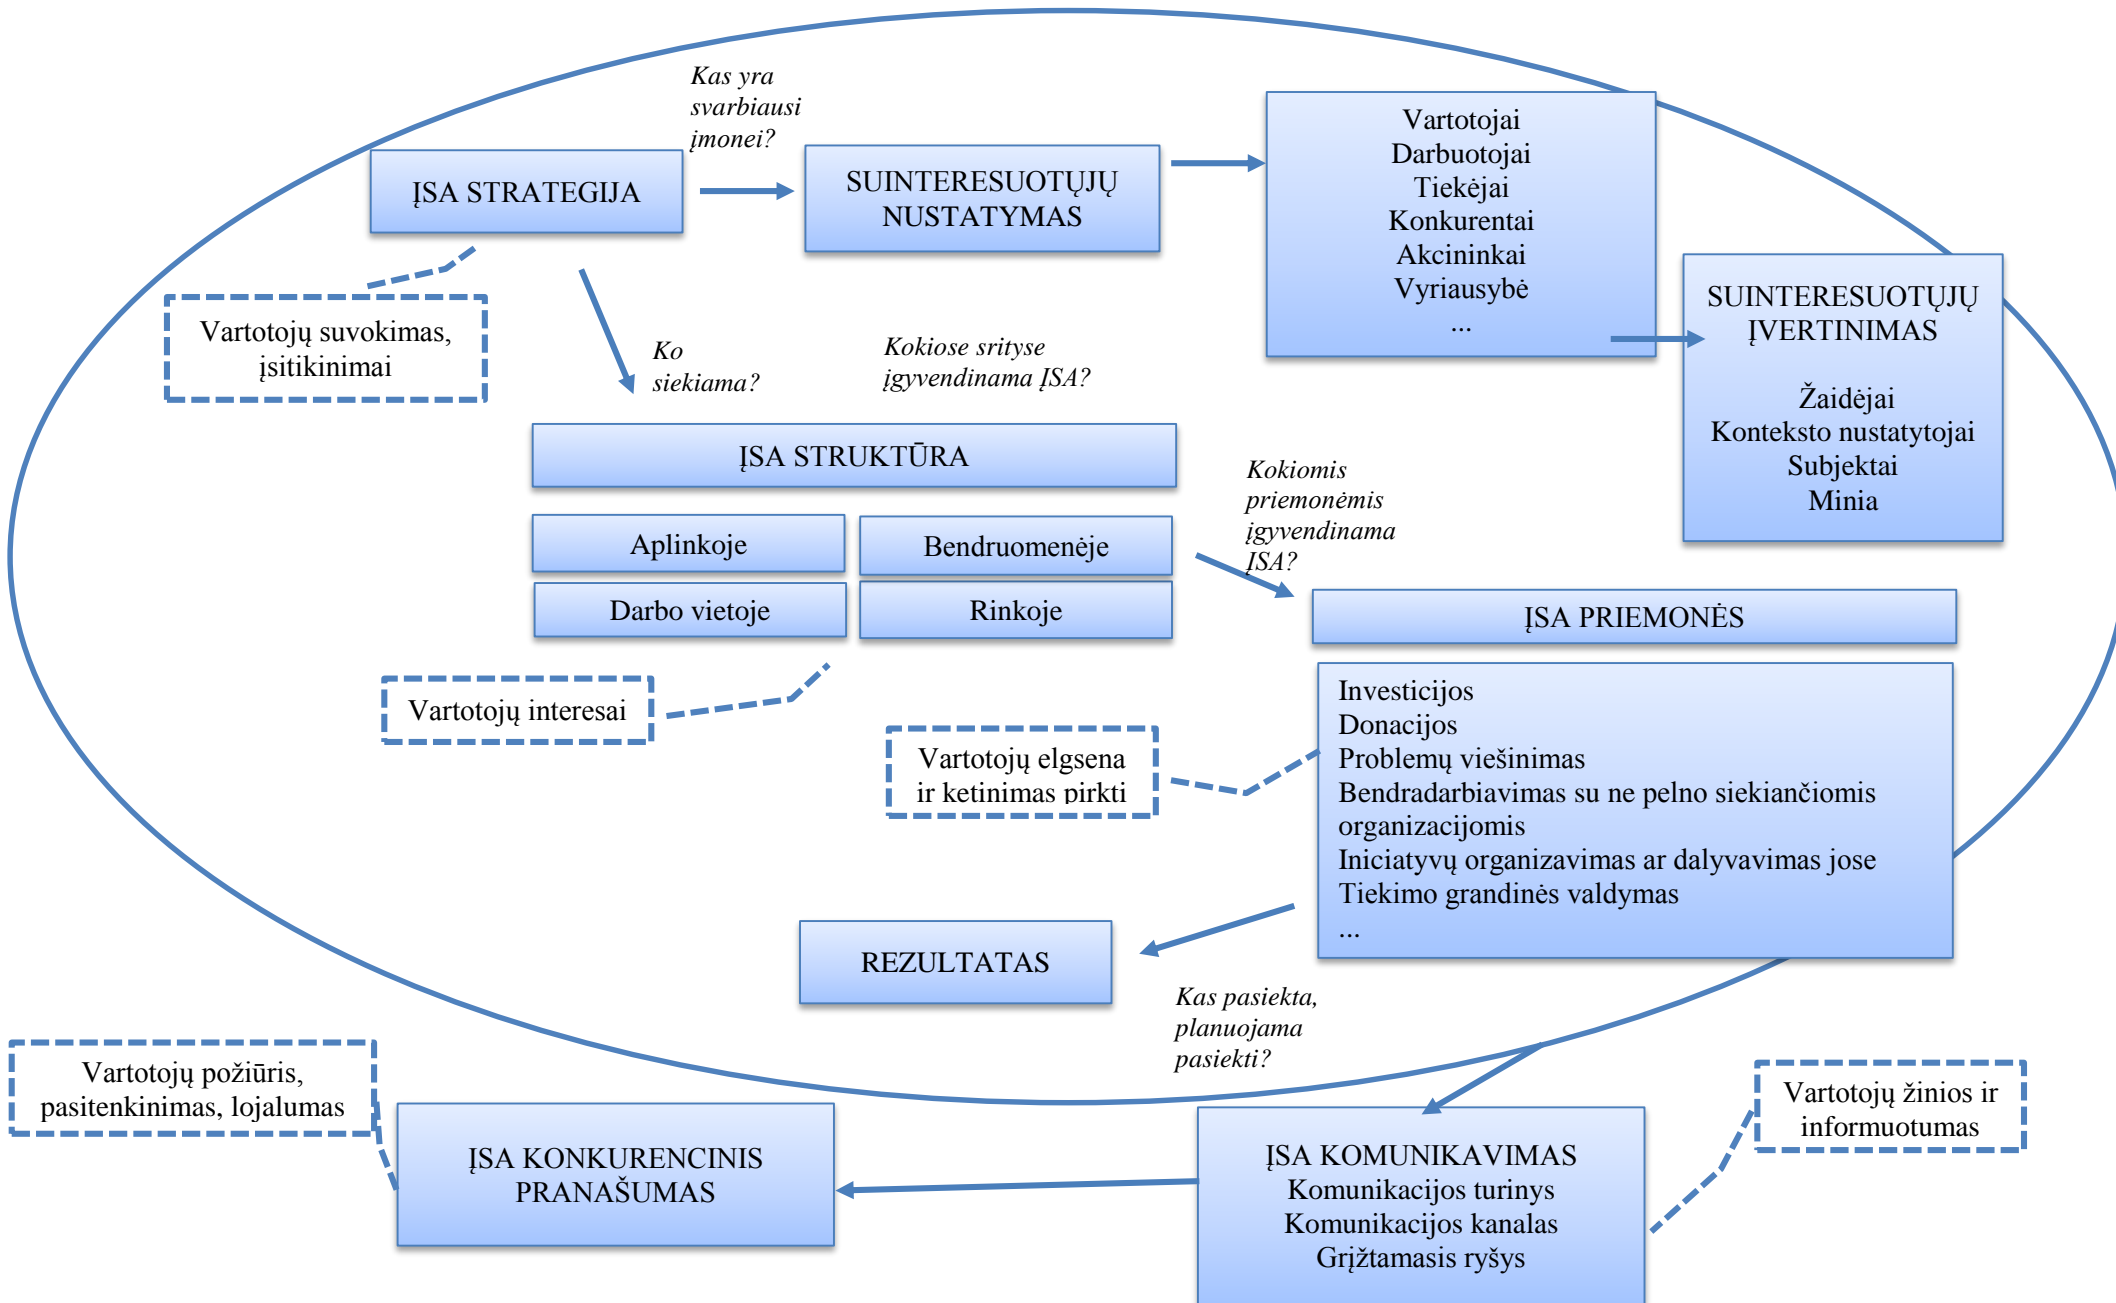 Kas yra
svarbiausi
įmonei?
ĮSA STRATEGIJA
SUINTERESUOTŲJŲ
NUSTATYMAS
Vartotojai
Darbuotojai
Tiekėjai
Konkurentai
Akcininkai
Vyriausybė
...
SUINTERESUOTŲJŲ
ĮVERTINIMAS
Žaidėjai
Konteksto nustatytojai
Subjektai
Minia
Vartotojų suvokimas,
įsitikinimai
Ko
siekiama?
Kokiose srityse
įgyvendinama ĮSA?
ĮSA STRUKTŪRA
Aplinkoje
Bendruomenėje
Darbo vietoje
Rinkoje
Kokiomis
priemonėmis
įgyvendinama
ĮSA?
ĮSA PRIEMONĖS
Investicijos
Donacijos
Problemų viešinimas
Bendradarbiavimas su ne pelno siekiančiomis
organizacijomis
Iniciatyvų organizavimas ar dalyvavimas jose
Tiekimo grandinės valdymas
...
Vartotojų interesai
Vartotojų elgsena
ir ketinimas pirkti
REZULTATAS
Kas pasiekta,
planuojama
pasiekti?
Vartotojų požiūris,
pasitenkinimas, lojalumas
ĮSA KONKURENCINIS
PRANAŠUMAS
ĮSA KOMUNIKAVIMAS
Komunikacijos turinys
Komunikacijos kanalas
Grįžtamasis ryšys
Vartotojų žinios ir
informuotumas